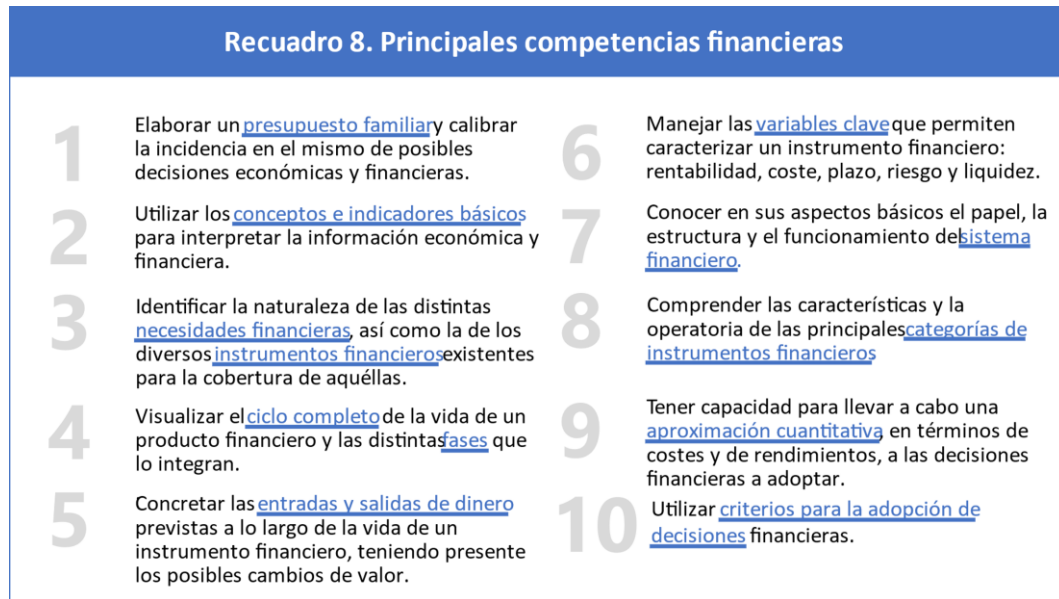 Recuadro 8. Principales competencias financieras
1
Elaborar un presupuesto familiar y calibrar
la incidencia en el mismo de posibles
decisiones económicas y financieras.
2
Utilizar los conceptos e indicadores básicos
para interpretar la información económica y
financiera.
3
Identificar la naturaleza de las distintas
necesidades financieras, así como la de los
diversos instrumentos financieros existentes
para la cobertura de aquéllas.
4
Visualizar el ciclo completo de la vida de un
producto financiero y las distintas fases que
lo integran.
5
Concretar las entradas y salidas de dinero
previstas a lo largo de la vida de un
instrumento financiero, teniendo presente
los posibles cambios de valor.
6
Manejar las variables clave que permiten
caracterizar un instrumento financiero:
rentabilidad, coste, plazo, riesgo y liquidez.
7
Conocer en sus aspectos básicos el papel, la
estructura y el funcionamiento del sistema
financiero.
8
Comprender las características y la
operatoria de las principales categorías de
instrumentos financieros
9
Tener capacidad para llevar a cabo una
aproximación cuantitativa, en términos de
costes y de rendimientos, a las decisiones
financieras a adoptar.
10
Utilizar criterios para la adopción de
decisiones financieras.